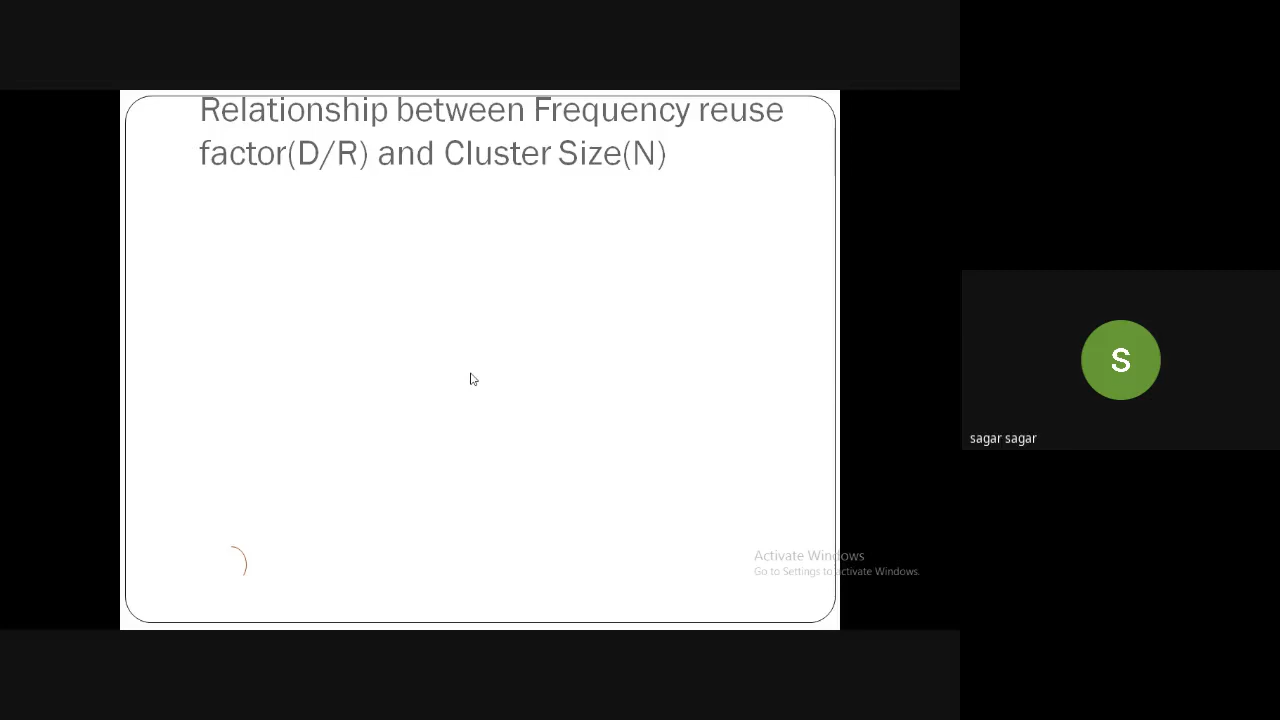 Relationship between Frequency reuse
factor(D/R) and Cluster Size(N)
S
sagar sagar
Activate Windows
Go to Settings to activate Windows.